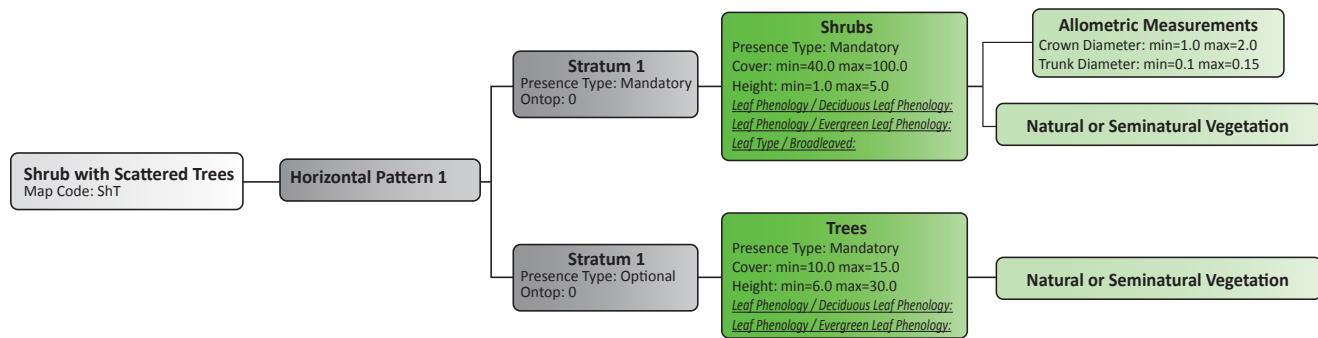 Shrub with Scattered Trees
Map Code: ShT
Horizontal Pattern 1
Stratum 1
Presence Type: Mandatory
Ontop: 0
Shrubs
Presence Type: Mandatory
Cover: min=40.0 max=100.0
Height: min=1.0 max=5.0
Leaf Phenology / Deciduous Leaf Phenology:
Leaf Phenology / Evergreen Leaf Phenology:
Leaf Type / Broadleaved:
Allometric Measurements
Crown Diameter: min=1.0 max=2.0
Trunk Diameter: min=0.1 max=0.15
Natural or Seminatural Vegetation
Stratum 1
Presence Type: Optional
Ontop: 0
Trees
Presence Type: Mandatory
Cover: min=10.0 max=15.0
Height: min=6.0 max=30.0
Leaf Phenology / Deciduous Leaf Phenology:
Leaf Phenology / Evergreen Leaf Phenology:
Natural or Seminatural Vegetation